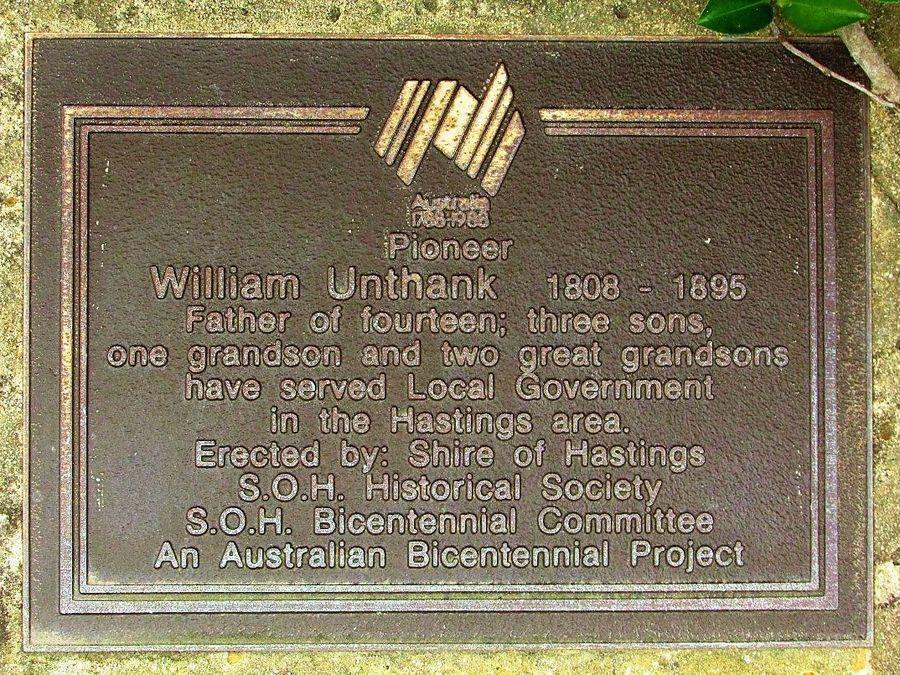 Australia
1788-1988
Pioneer
William Unthank 1808 - 1895
Father of fourteen; three sons,
one grandson and two great grandsons
have served Local Government
in the Hastings area.
Erected by: Shire of Hastings
S.O.H. Historical Society
S.O.H. Bicentennial Committee
An Australian Bicentennial Project